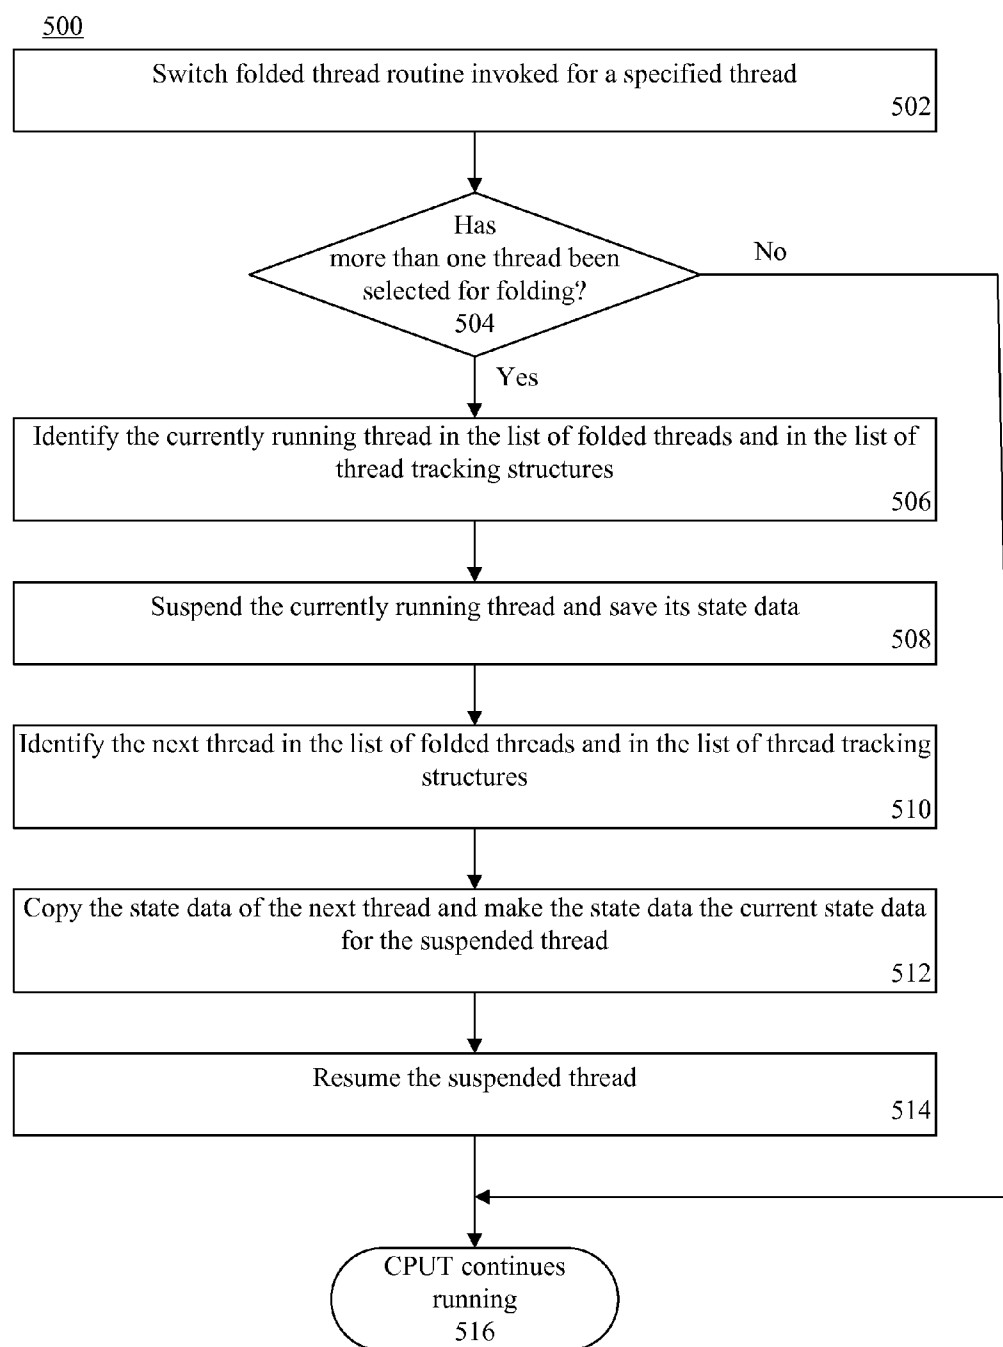 500
Switch folded thread routine invoked for a specified thread
502
Has
more than one thread been
selected for folding?
504
No
Yes
Identify the currently running thread in the list of folded threads and in the list of
thread tracking structures
506
Suspend the currently running thread and save its state data
508
Identify the next thread in the list of folded threads and in the list of thread tracking
structures
510
Copy the state data of the next thread and make the state data the current state data
for the suspended thread
512
Resume the suspended thread
514
CPUT continues
running
516